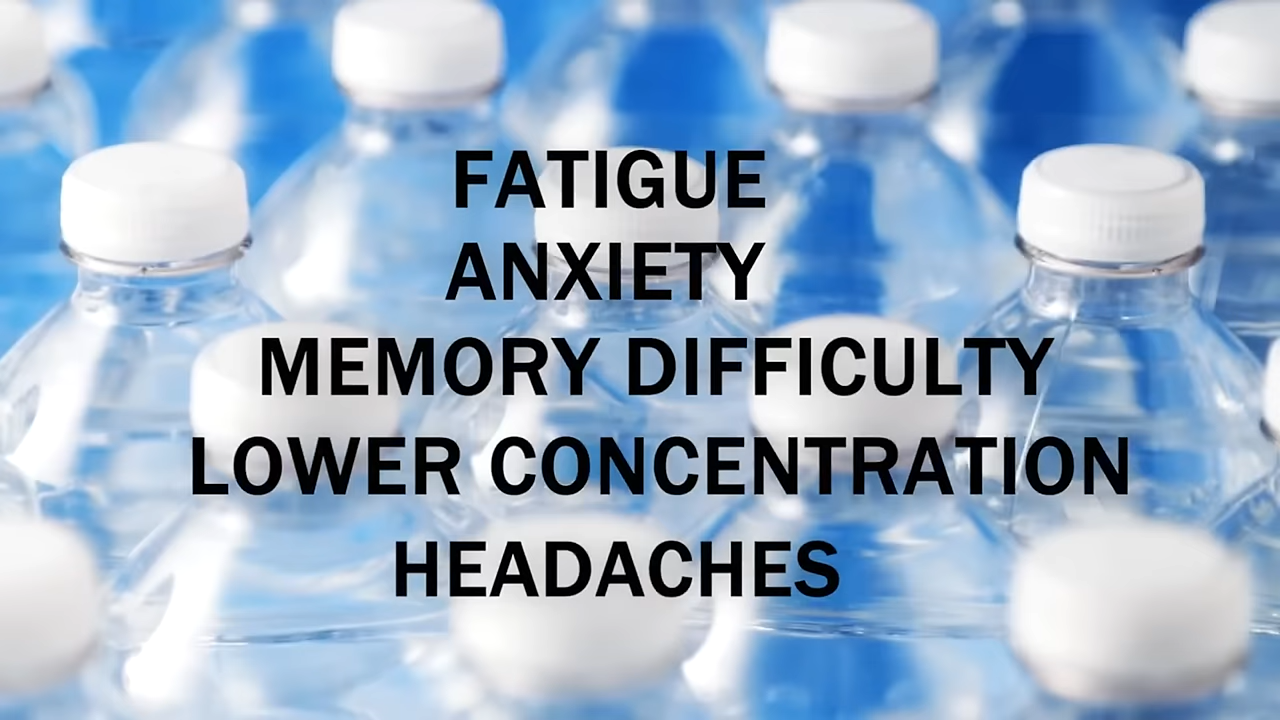 FATIGUE
ANXIETY
MEMORY DIFFICULTY
LOWER CONCENTRATION
HEADACHES